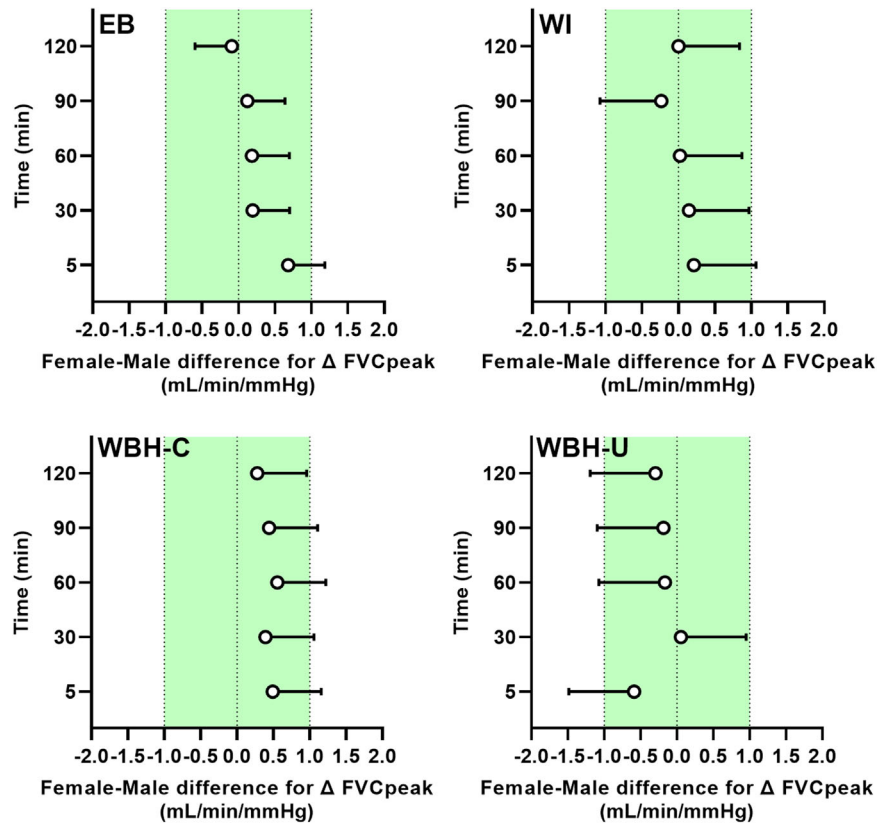 EB
120
90
60
30
5
Time (min)
-2.0 -1.5 -1.0 -0.5 0.0 0.5 1.0 1.5 2.0
Female-Male difference for Δ FVCpeak
(mL/min/mmHg)
WI
120
90
60
30
5
Time (min)
-2.0 -1.5 -1.0 -0.5 0.0 0.5 1.0 1.5 2.0
Female-Male difference for Δ FVCpeak
(mL/min/mmHg)
WBH-C
120
90
60
30
5
Time (min)
-2.0 -1.5 -1.0 -0.5 0.0 0.5 1.0 1.5 2.0
Female-Male difference for Δ FVCpeak
(mL/min/mmHg)
WBH-U
120
90
60
30
5
Time (min)
-2.0 -1.5 -1.0 -0.5 0.0 0.5 1.0 1.5 2.0
Female-Male difference for Δ FVCpeak
(mL/min/mmHg)